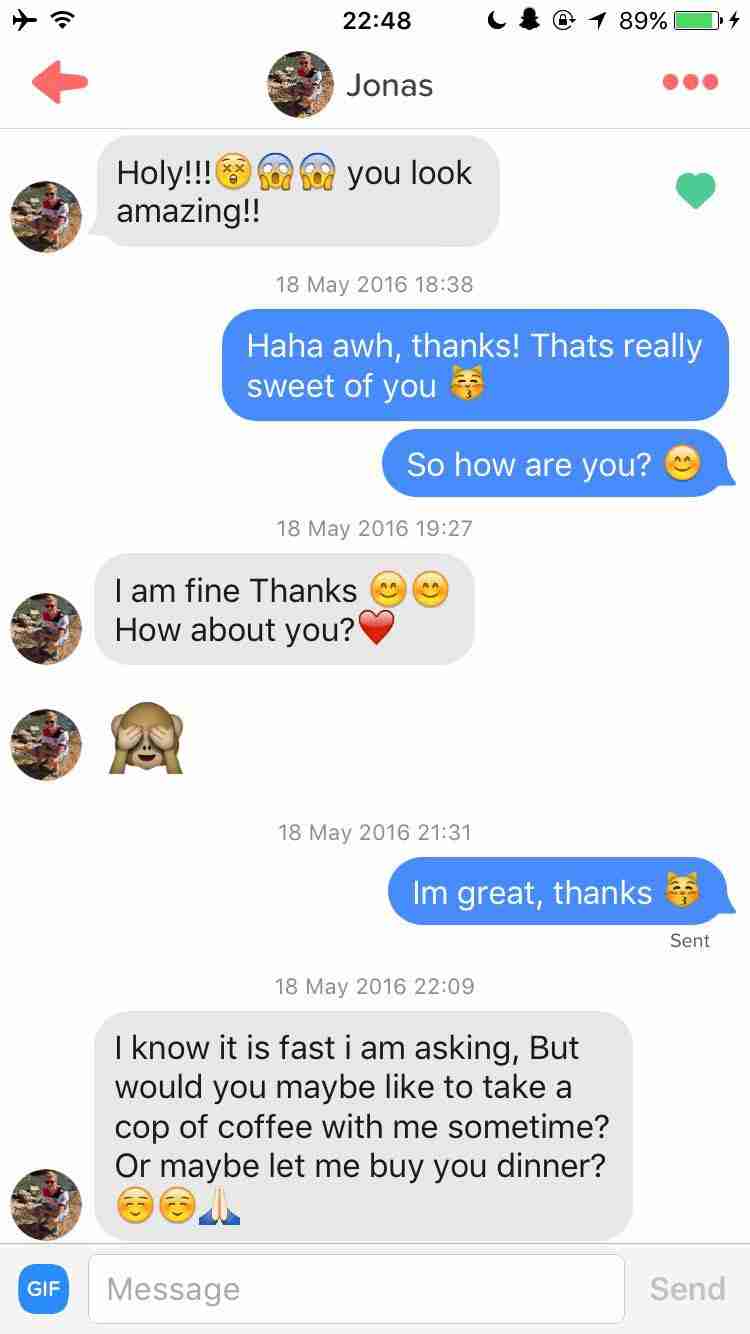 22:48
89%
Jonas
Holy!!!😵😱😱 you look
amazing!!
18 May 2016 18:38
Haha awh, thanks! Thats really
sweet of you 😽
So how are you? 😊
18 May 2016 19:27
I am fine Thanks 😊😊
How about you?❤️
🙈
18 May 2016 21:31
Im great, thanks 😽
Sent
18 May 2016 22:09
I know it is fast i am asking, But
would you maybe like to take a
cop of coffee with me sometime?
Or maybe let me buy you dinner?
☺️☺️🙏🏻
GIF
Message
Send